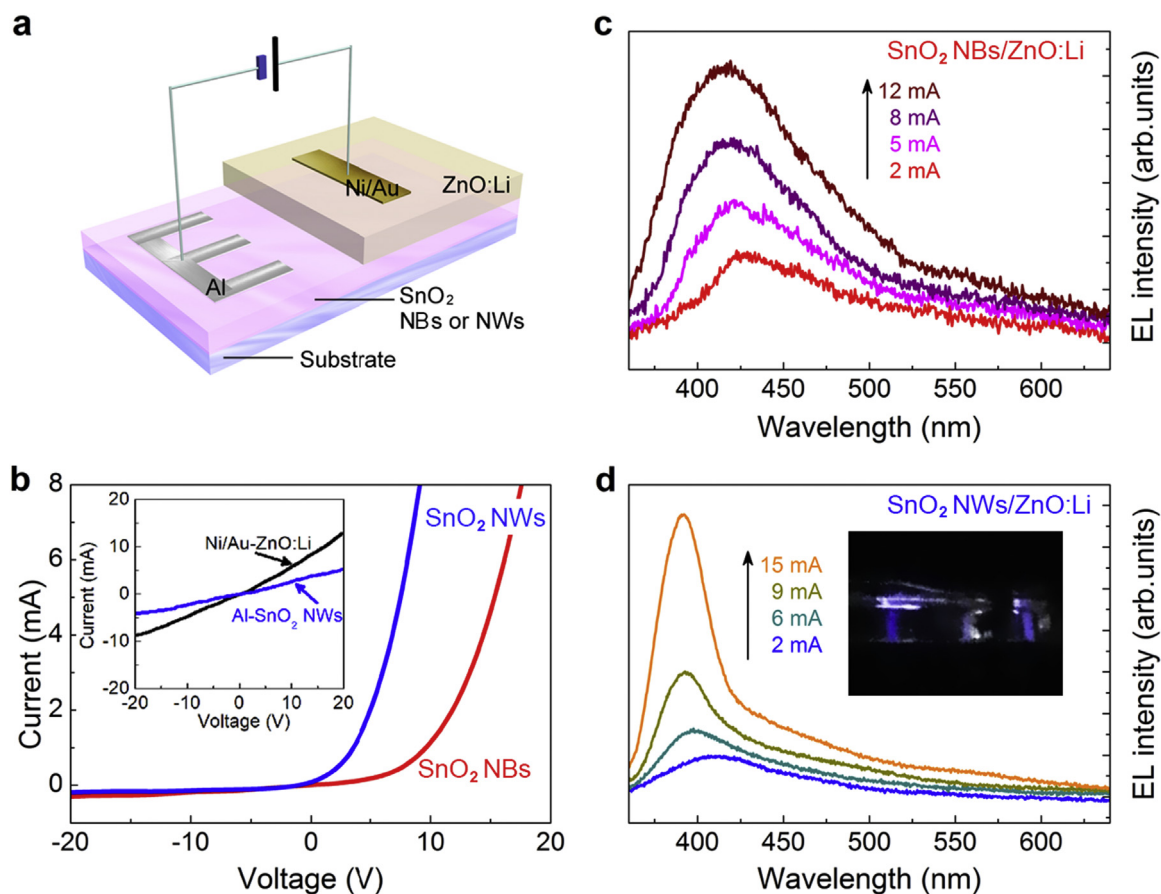 a
Ni/Au
ZnO:Li
Al
SnO₂
NBs or NWs
Substrate
b
8
6
4
2
0
-20
-10
0
10
20
Current (mA)
Voltage (V)
SnO₂ NWs
SnO₂ NBs
20
10
0
-10
-20
-20
-10
0
10
20
Current (mA)
Voltage (V)
Ni/Au-ZnO:Li
Al-SnO₂ NWs
c
SnO₂ NBs/ZnO:Li
12 mA
8 mA
5 mA
2 mA
400
450
500
550
600
Wavelength (nm)
EL intensity (arb.units)
d
SnO₂ NWs/ZnO:Li
15 mA
9 mA
6 mA
2 mA
400
450
500
550
600
Wavelength (nm)
EL intensity (arb.units)